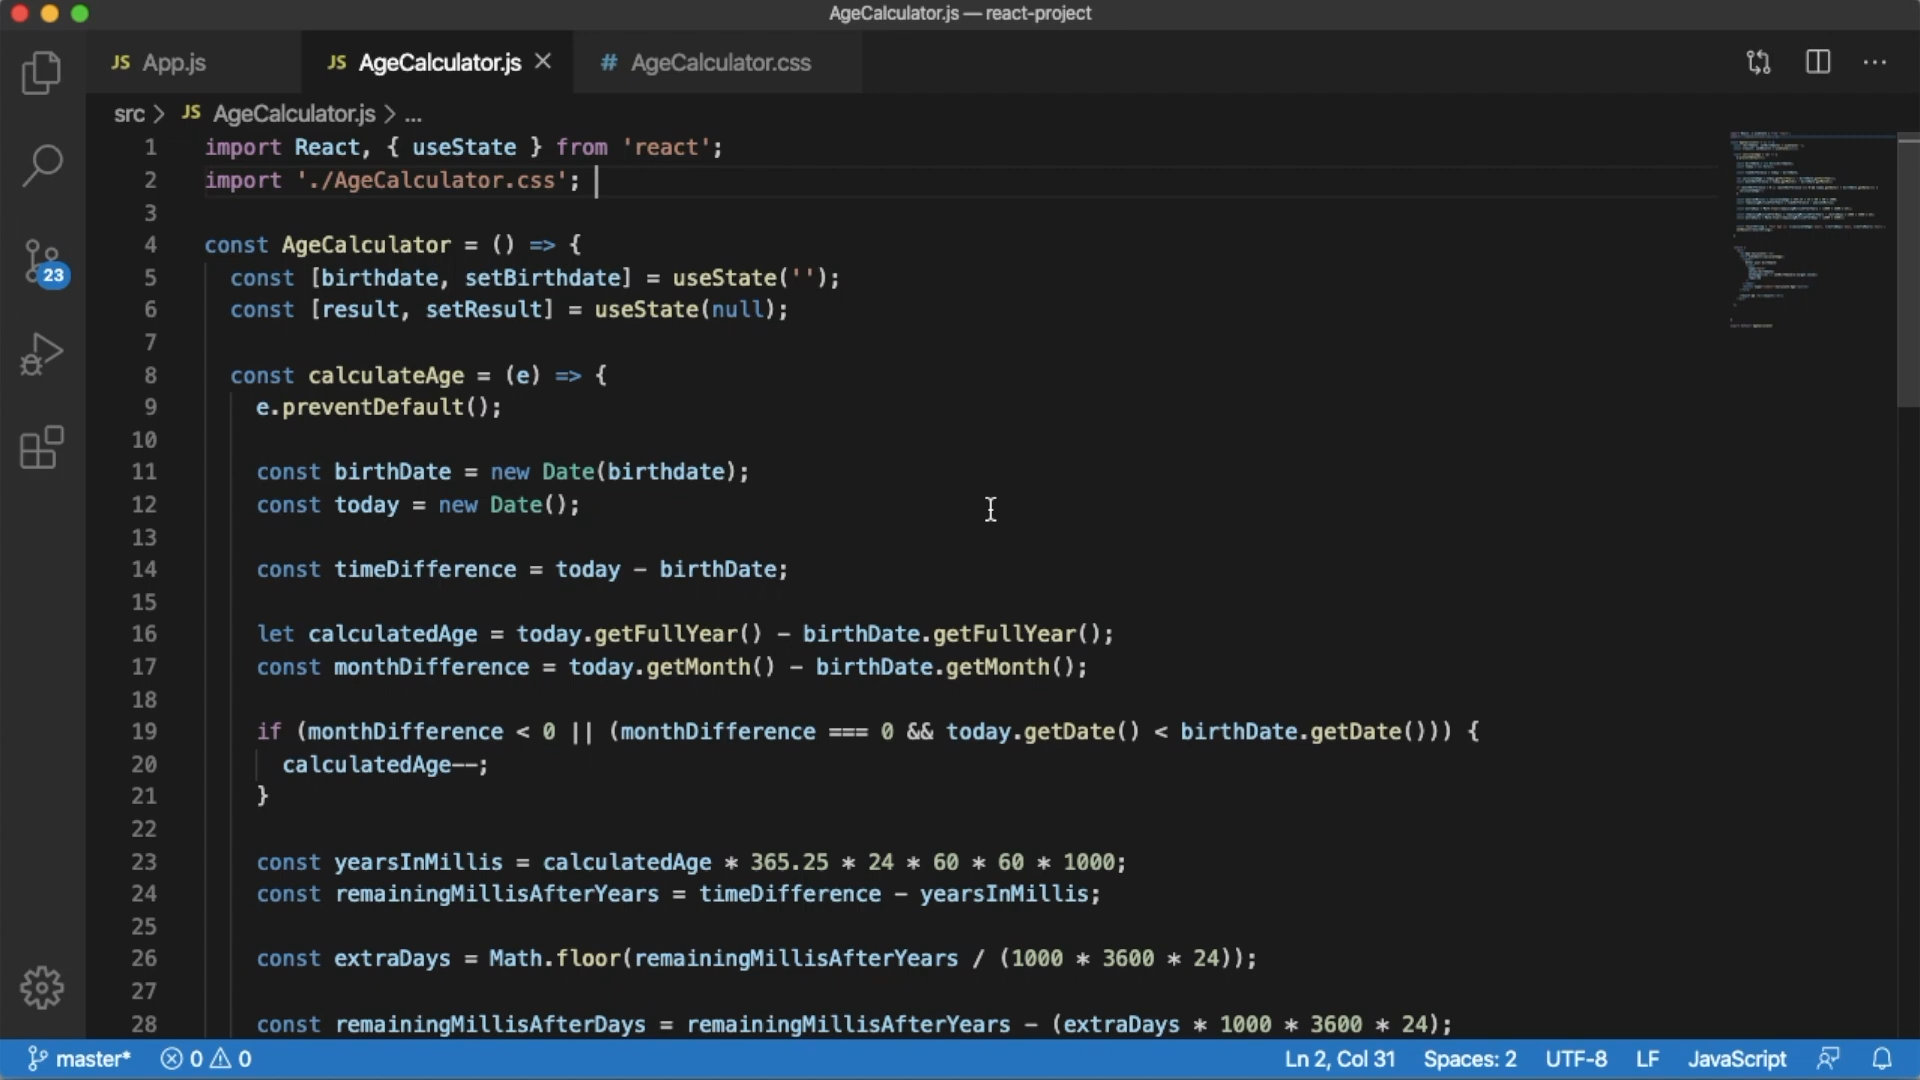 AgeCalculator.js — react-project
JS App.js
JS AgeCalculator.js
# AgeCalculator.css
src > JS AgeCalculator.js > ...
1 import React, { useState } from 'react';
2 import './AgeCalculator.css';
3
4 const AgeCalculator = () => {
5 const [birthdate, setBirthdate] = useState('');
6 const [result, setResult] = useState(null);
7
8 const calculateAge = (e) => {
9 e.preventDefault();
10
11 const birthDate = new Date(birthdate);
12 const today = new Date();
13
14 const timeDifference = today - birthDate;
15
16 let calculatedAge = today.getFullYear() - birthDate.getFullYear();
17 const monthDifference = today.getMonth() - birthDate.getMonth();
18
19 if (monthDifference < 0 || (monthDifference === 0 && today.getDate() < birthDate.getDate())) {
20 calculatedAge--;
21 }
22
23 const yearsInMillis = calculatedAge * 365.25 * 24 * 60 * 60 * 1000;
24 const remainingMillisAfterYears = timeDifference - yearsInMillis;
25
26 const extraDays = Math.floor(remainingMillisAfterYears / (1000 * 3600 * 24));
27
28 const remainingMillisAfterDays = remainingMillisAfterYears - (extraDays * 1000 * 3600 * 24);
23
master* 0 0 Ln 2, Col 31 Spaces: 2 UTF-8 LF JavaScript